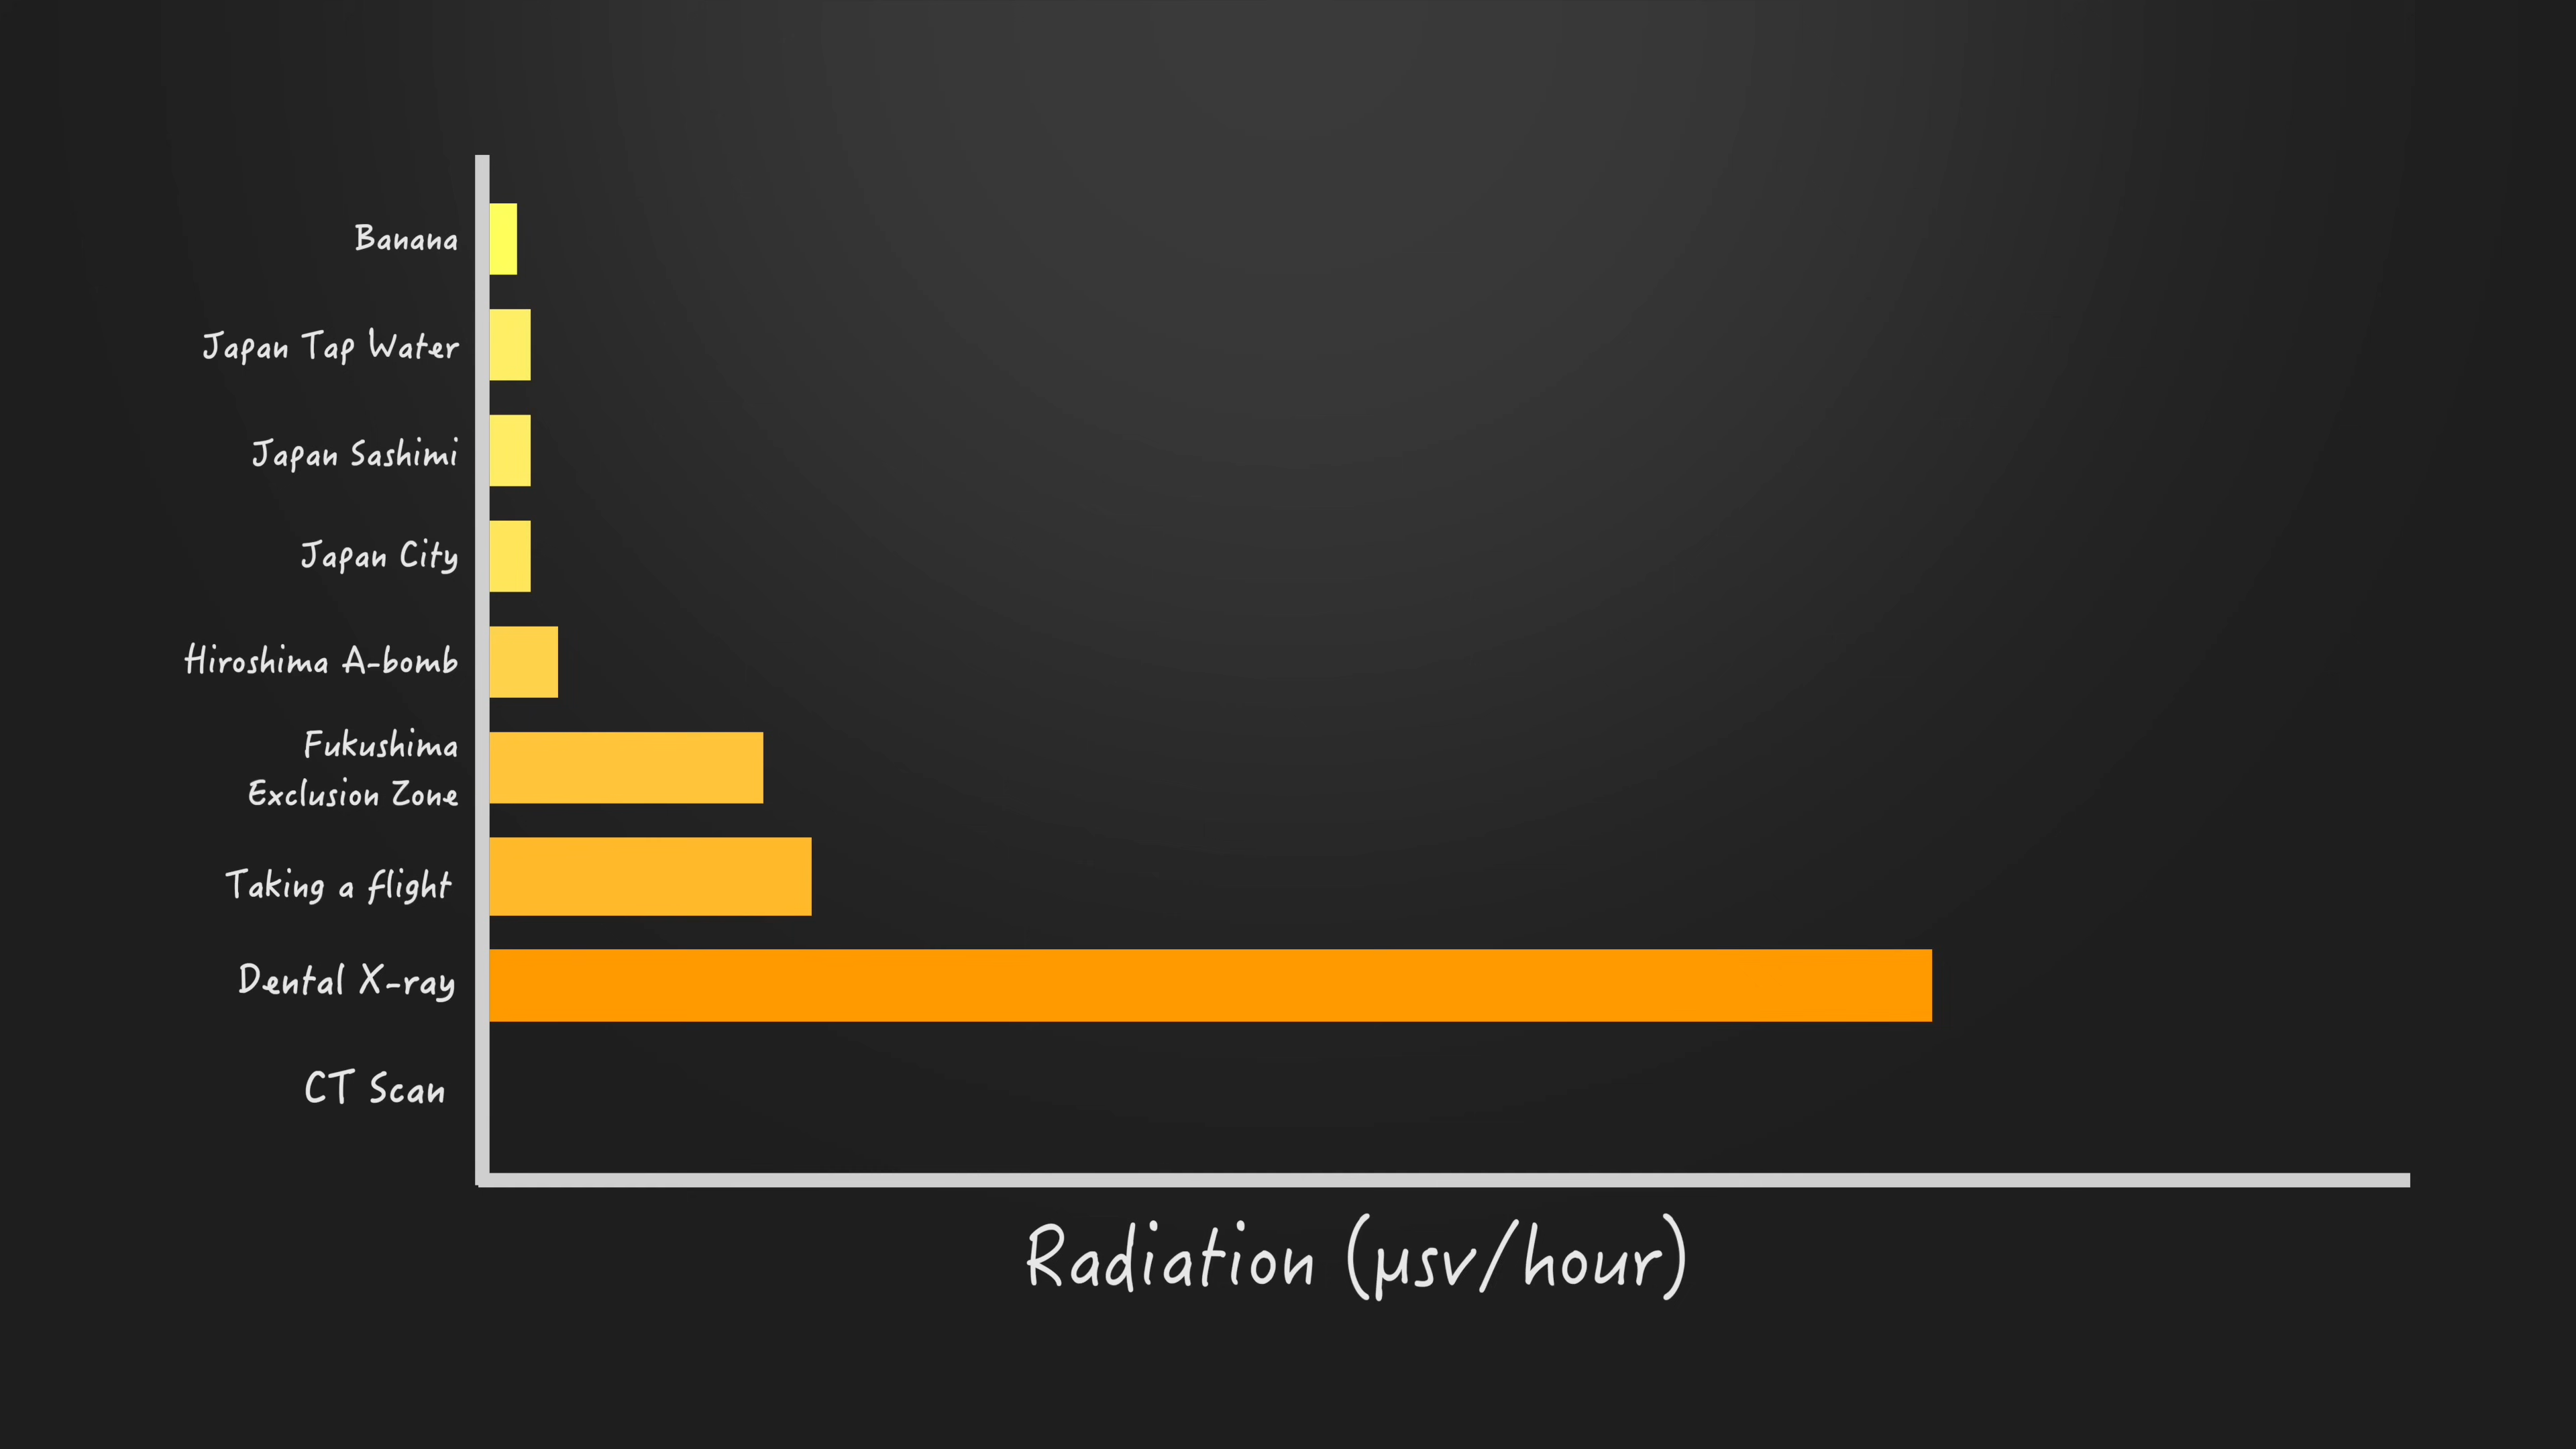 Banana
Japan Tap Water
Japan Sashimi
Japan City
Hiroshima A-bomb
Fukushima
Exclusion Zone
Taking a flight
Dental X-ray
CT Scan
Radiation (μsv/hour)